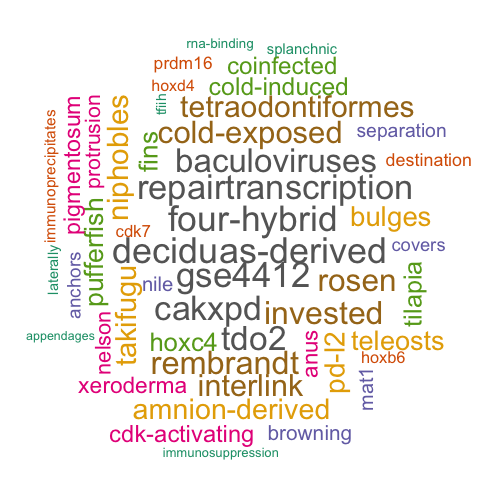 rna-binding
splanchnic
prdm16
coinfected
hoxd4
cold-induced
tfiih
tetraodontiformes
cold-exposed
separation
immunoprecipitates
pigmentosum
protrusion
niphobles
fins
baculoviruses
destination
repairtranscription
four-hybrid
bulges
cdk7
pufferfish
deciduas-derived
covers
laterally
anchors
nile
gse4412
rosen
tilapia
takifugu
cakxpd
invested
appendages
nelson
hoxc4
tdo2
anus
pd-l2
teleosts
hoxb6
rembrandt
xeroderma
interlink
mat1
amnion-derived
cdk-activating
browning
immunosuppression